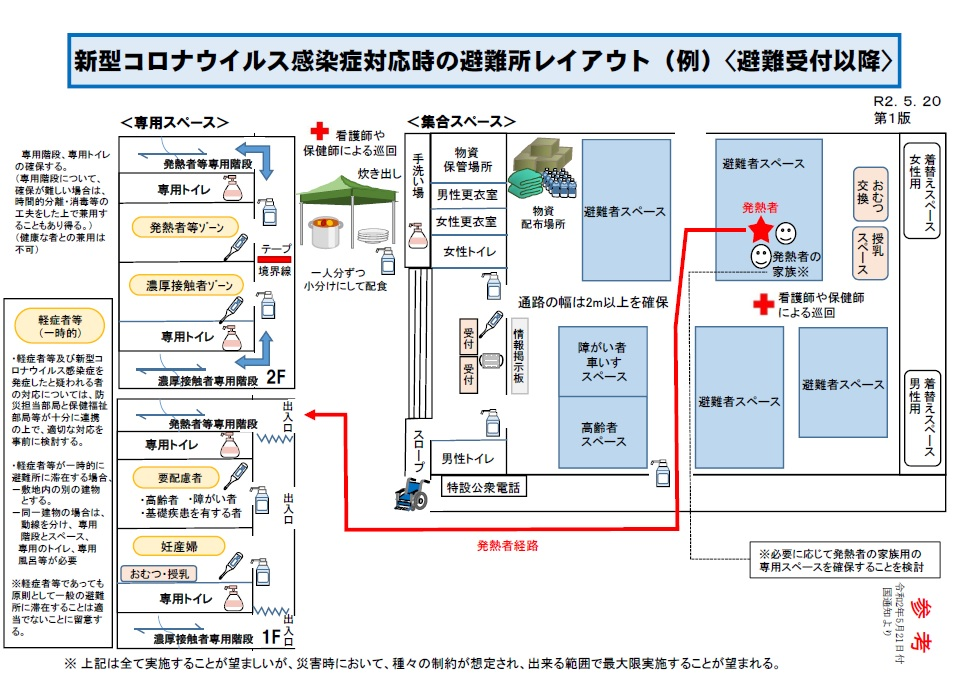 新型コロナウイルス感染症対応時の避難所レイアウト（例）〈避難受付以降〉
R2.5.20
第1版
＜専用スペース＞
専用階段、専用トイレ
の確保する。
（専用階段について、
確保が難しい場合は、
時間的分離・消毒等の
工夫をした上で兼用す
ることもあり得る。）
（健康な者との兼用は
不可）
発熱者等専用階段
専用トイレ
発熱者等ゾーン
テープ
境界線
濃厚接触者ゾーン
専用トイレ
濃厚接触者専用階段
2F
軽症者等
（一時的）
・軽症者等及び新型コ
ロナウイルス感染症を
発症したと疑われる者
の対応については、防
災担当部局と保健福祉
部局等が十分に連携
の上で、適切な対応を
事前に検討する。
・軽症者等が一時的に
避難所に滞在する場合、
－敷地内の別の建物
とする。
－同一建物の場合は、
動線を分け、専用
階段とスペース、
専用のトイレ、専用
風呂等が必要
※軽症者等であっても
原則として一般の避難
所に滞在することは適
当でないことに留意す
る。
発熱者等専用階段
出入口
専用トイレ
要配慮者
・高齢者　・障がい者
・基礎疾患を有する者
出入口
妊産婦
おむつ・授乳
専用トイレ
濃厚接触者専用階段
1F
出入口
看護師や
保健師による巡回
炊き出し
一人分ずつ
小分けにして配食
＜集合スペース＞
手洗い場
物資
保管場所
男性更衣室
女性更衣室
女性トイレ
物資
配布場所
避難者スペース
避難者スペース
発熱者
発熱者の
家族※
おむつ
交換
授乳
スペース
着替えスペース
女性用
通路の幅は2m以上を確保
看護師や保健師
による巡回
受付
受付
情報掲示板
障がい者
車いす
スペース
高齢者
スペース
避難者スペース
避難者スペース
着替えスペース
男性用
スロープ
男性トイレ
特設公衆電話
発熱者経路
※必要に応じて発熱者の家族用の
専用スペースを確保することを検討
参考
令和2年5月21日付
国通知より
※ 上記は全て実施することが望ましいが、災害時において、種々の制約が想定され、出来る範囲で最大限実施することが望まれる。